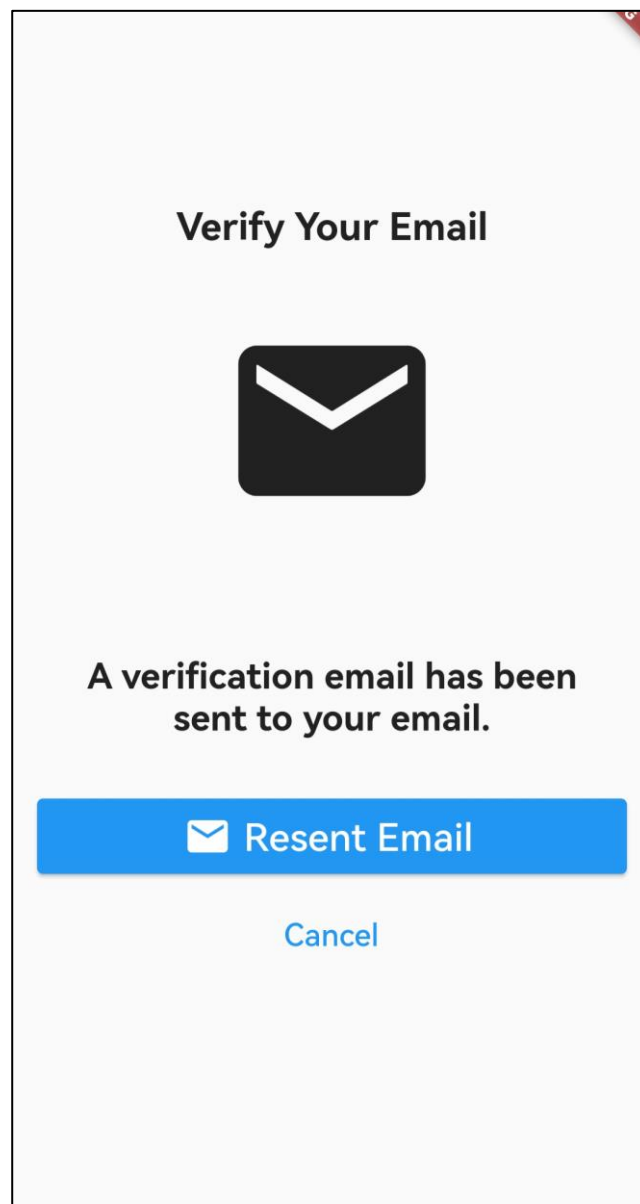 Verify Your Email
A verification email has been
sent to your email.
Resent Email
Cancel